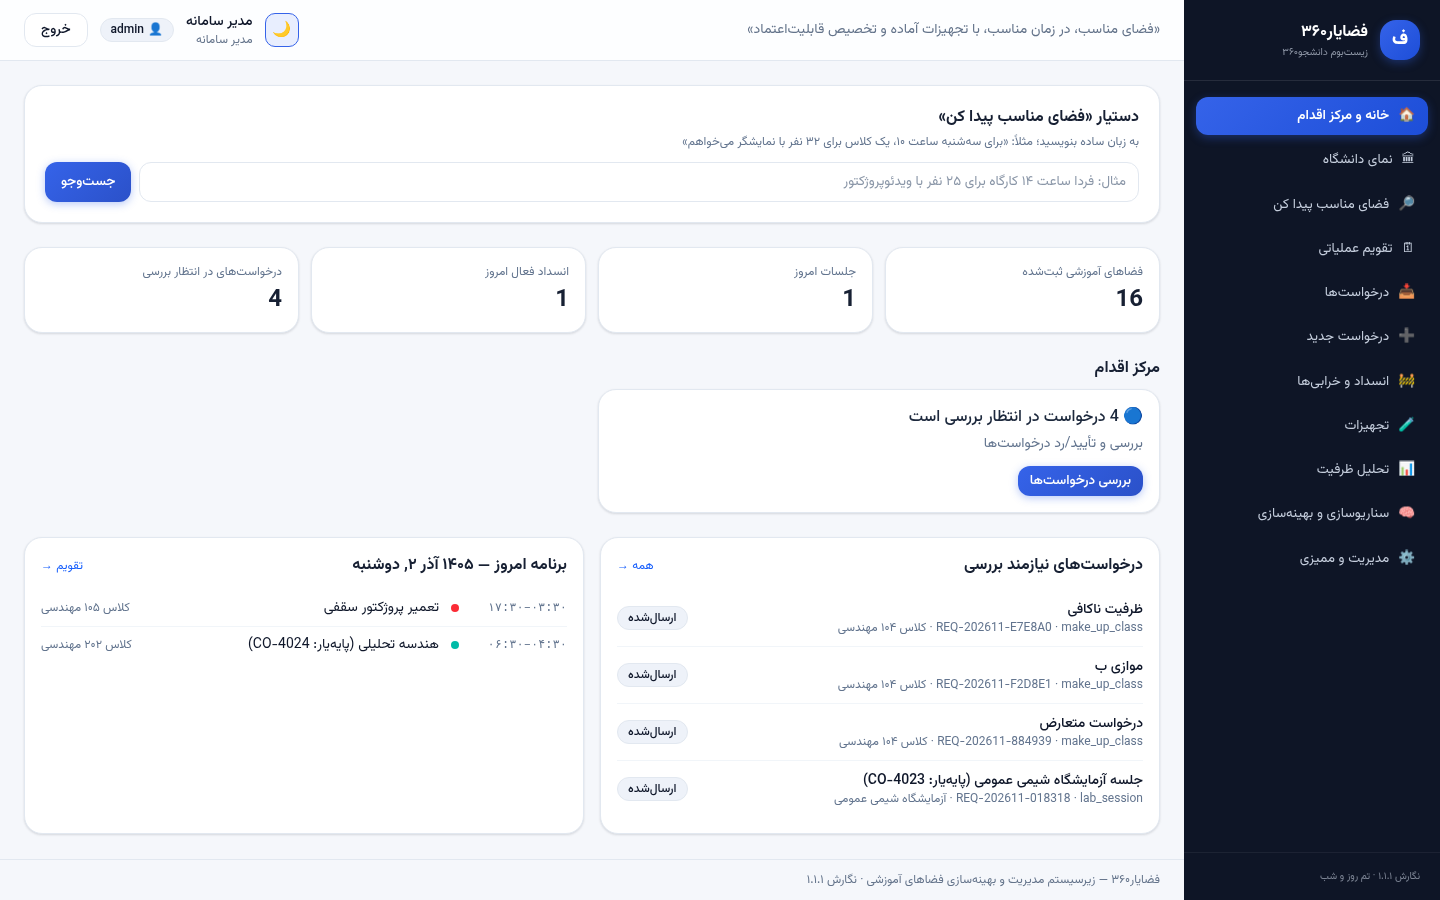 ف
فضایار۳۶۰
زیست‌بوم دانشجو۳۶۰
خانه و مرکز اقدام
نمای دانشگاه
فضای مناسب پیدا کن
تقویم عملیاتی
درخواست‌ها
درخواست جدید
انسداد و خرابی‌ها
تجهیزات
تحلیل ظرفیت
سناریوسازی و بهینه‌سازی
مدیریت و ممیزی
نگارش ۱.۱.۱ · تم روز و شب
«فضای مناسب، در زمان مناسب، با تجهیزات آماده و تخصیص قابلیت‌اعتماد»
مدیر سامانه
مدیر سامانه
admin
خروج
دستیار «فضای مناسب پیدا کن»
به زبان ساده بنویسید؛ مثلاً: «برای سه‌شنبه ساعت ۱۰، یک کلاس برای ۳۲ نفر با نمایشگر می‌خواهم»
مثال: فردا ساعت ۱۴ کارگاه برای ۲۵ نفر با ویدئوپروژکتور
جست‌وجو
فضاهای آموزشی ثبت‌شده
16
جلسات امروز
1
انسداد فعال امروز
1
درخواست‌های در انتظار بررسی
4
مرکز اقدام
4 درخواست در انتظار بررسی است
بررسی و تأیید/رد درخواست‌ها
بررسی درخواست‌ها
درخواست‌های نیازمند بررسی
همه →
ظرفیت ناکافی
REQ-202611-E7E8A0 · make_up_class · کلاس ۱۰۴ مهندسی
ارسال‌شده
موازی ب
REQ-202611-F2D8E1 · make_up_class · کلاس ۱۰۴ مهندسی
ارسال‌شده
درخواست متعارض
REQ-202611-884939 · make_up_class · کلاس ۱۰۴ مهندسی
ارسال‌شده
جلسه آزمایشگاه شیمی عمومی (پایه‌یار: CO-4023)
REQ-202611-018318 · lab_session · آزمایشگاه شیمی عمومی
ارسال‌شده
برنامه امروز — ۱۴۰۵ آذر ۲, دوشنبه
تقویم →
۱۷:۳۰–۰۳:۳۰
تعمیر پروژکتور سقفی
کلاس ۱۰۵ مهندسی
۰۶:۳۰–۰۴:۳۰
هندسه تحلیلی (پایه‌یار: CO-4024)
کلاس ۲۰۲ مهندسی
فضایار۳۶۰ — زیرسیستم مدیریت و بهینه‌سازی فضاهای آموزشی · نگارش ۱.۱.۱